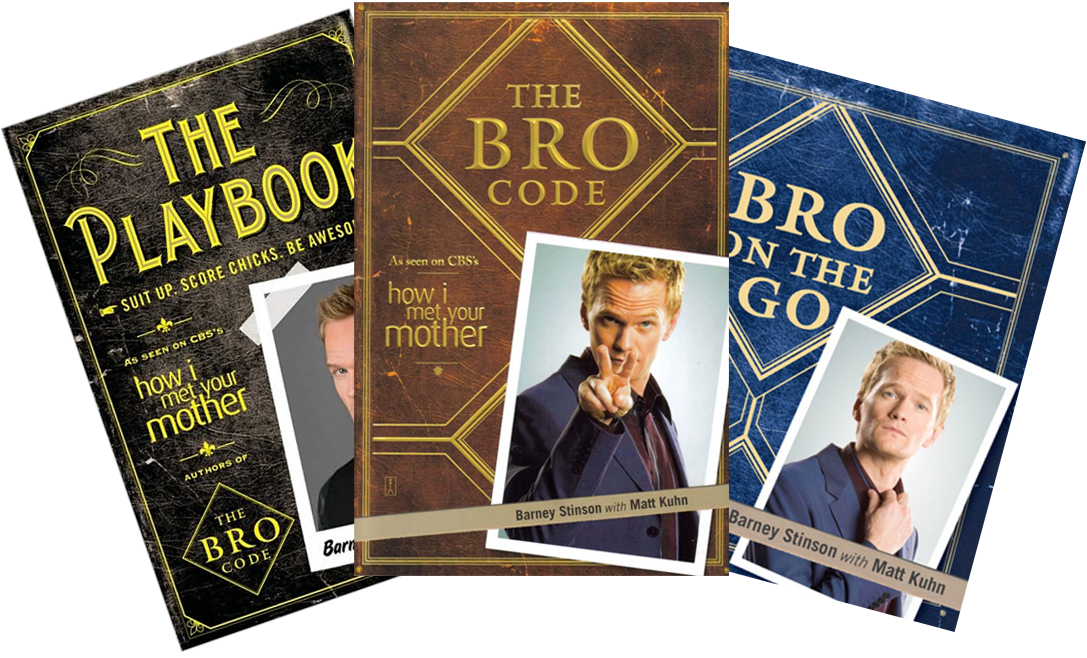 THE
PLAYBOOK
SUIT UP. SCORE CHICKS. BE AWESO
AS SEEN ON CBS's
how i
met your
mother
AUTHORS OF
THE
BRO
CODE
Barn
THE
BRO
CODE
As seen on CBS's
how i
met your
mother
Barney Stinson with Matt Kuhn
BRO
ON THE
GO
Barney Stinson with Matt Kuhn